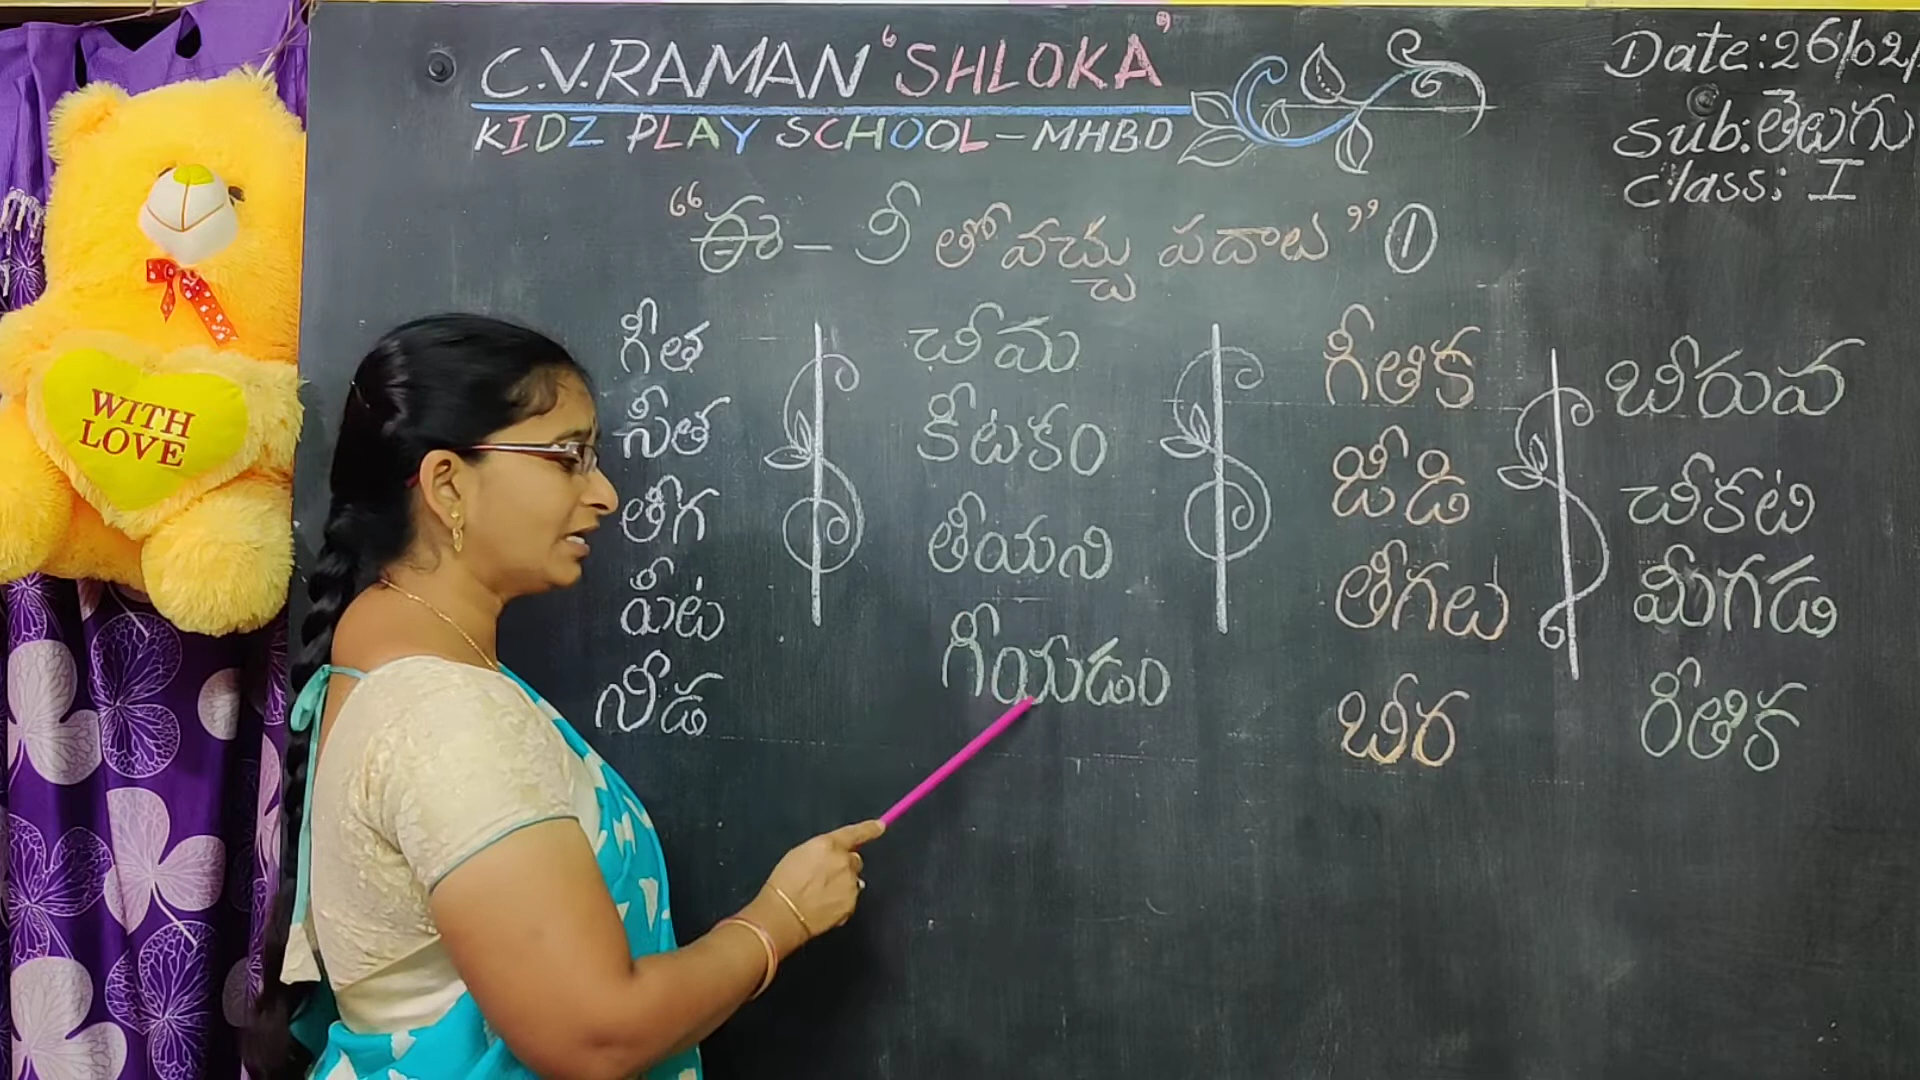 C.V.RAMAN 'SHLOKA'
KIDZ PLAY SCHOOL-MHBD
Date:26/02/
Sub:తెలుగు
Class: I
"ఈ - ీ తో వచ్చు పదాలు" 1
గీత
సీత
తీగ
పీట
నీడ
చీమ
కీటకం
తీయని
గీయడం
గీతిక
జీడి
తీగలు
బీర
బీరువ
చీకటి
మీగడ
రీతిక
WITH
LOVE